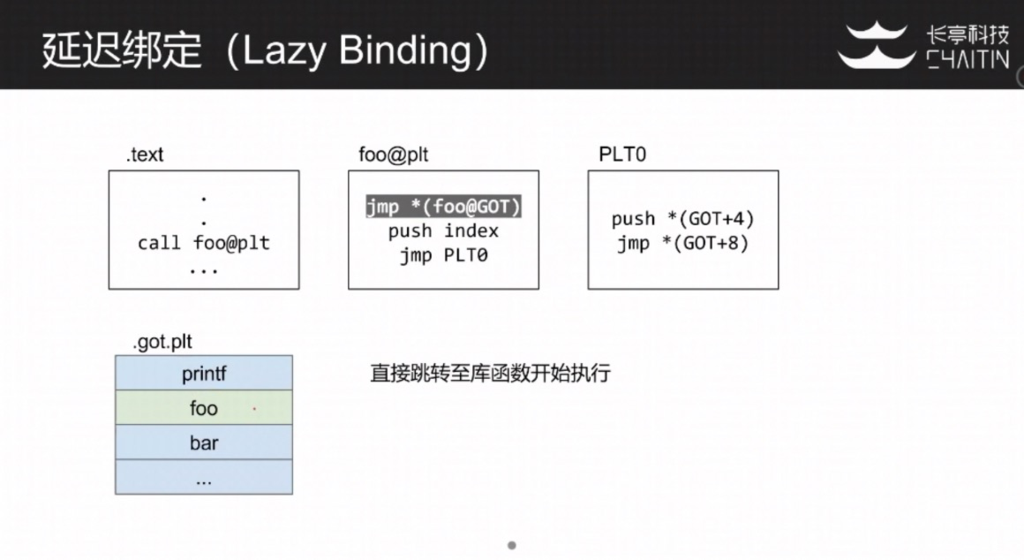 延迟绑定（Lazy Binding）
长亭科技
CHAITIN
.text
.
.
call foo@plt
...
foo@plt
jmp *(foo@GOT)
push index
jmp PLT0
PLT0
push *(GOT+4)
jmp *(GOT+8)
.got.plt
printf
foo
bar
...
直接跳转至库函数开始执行